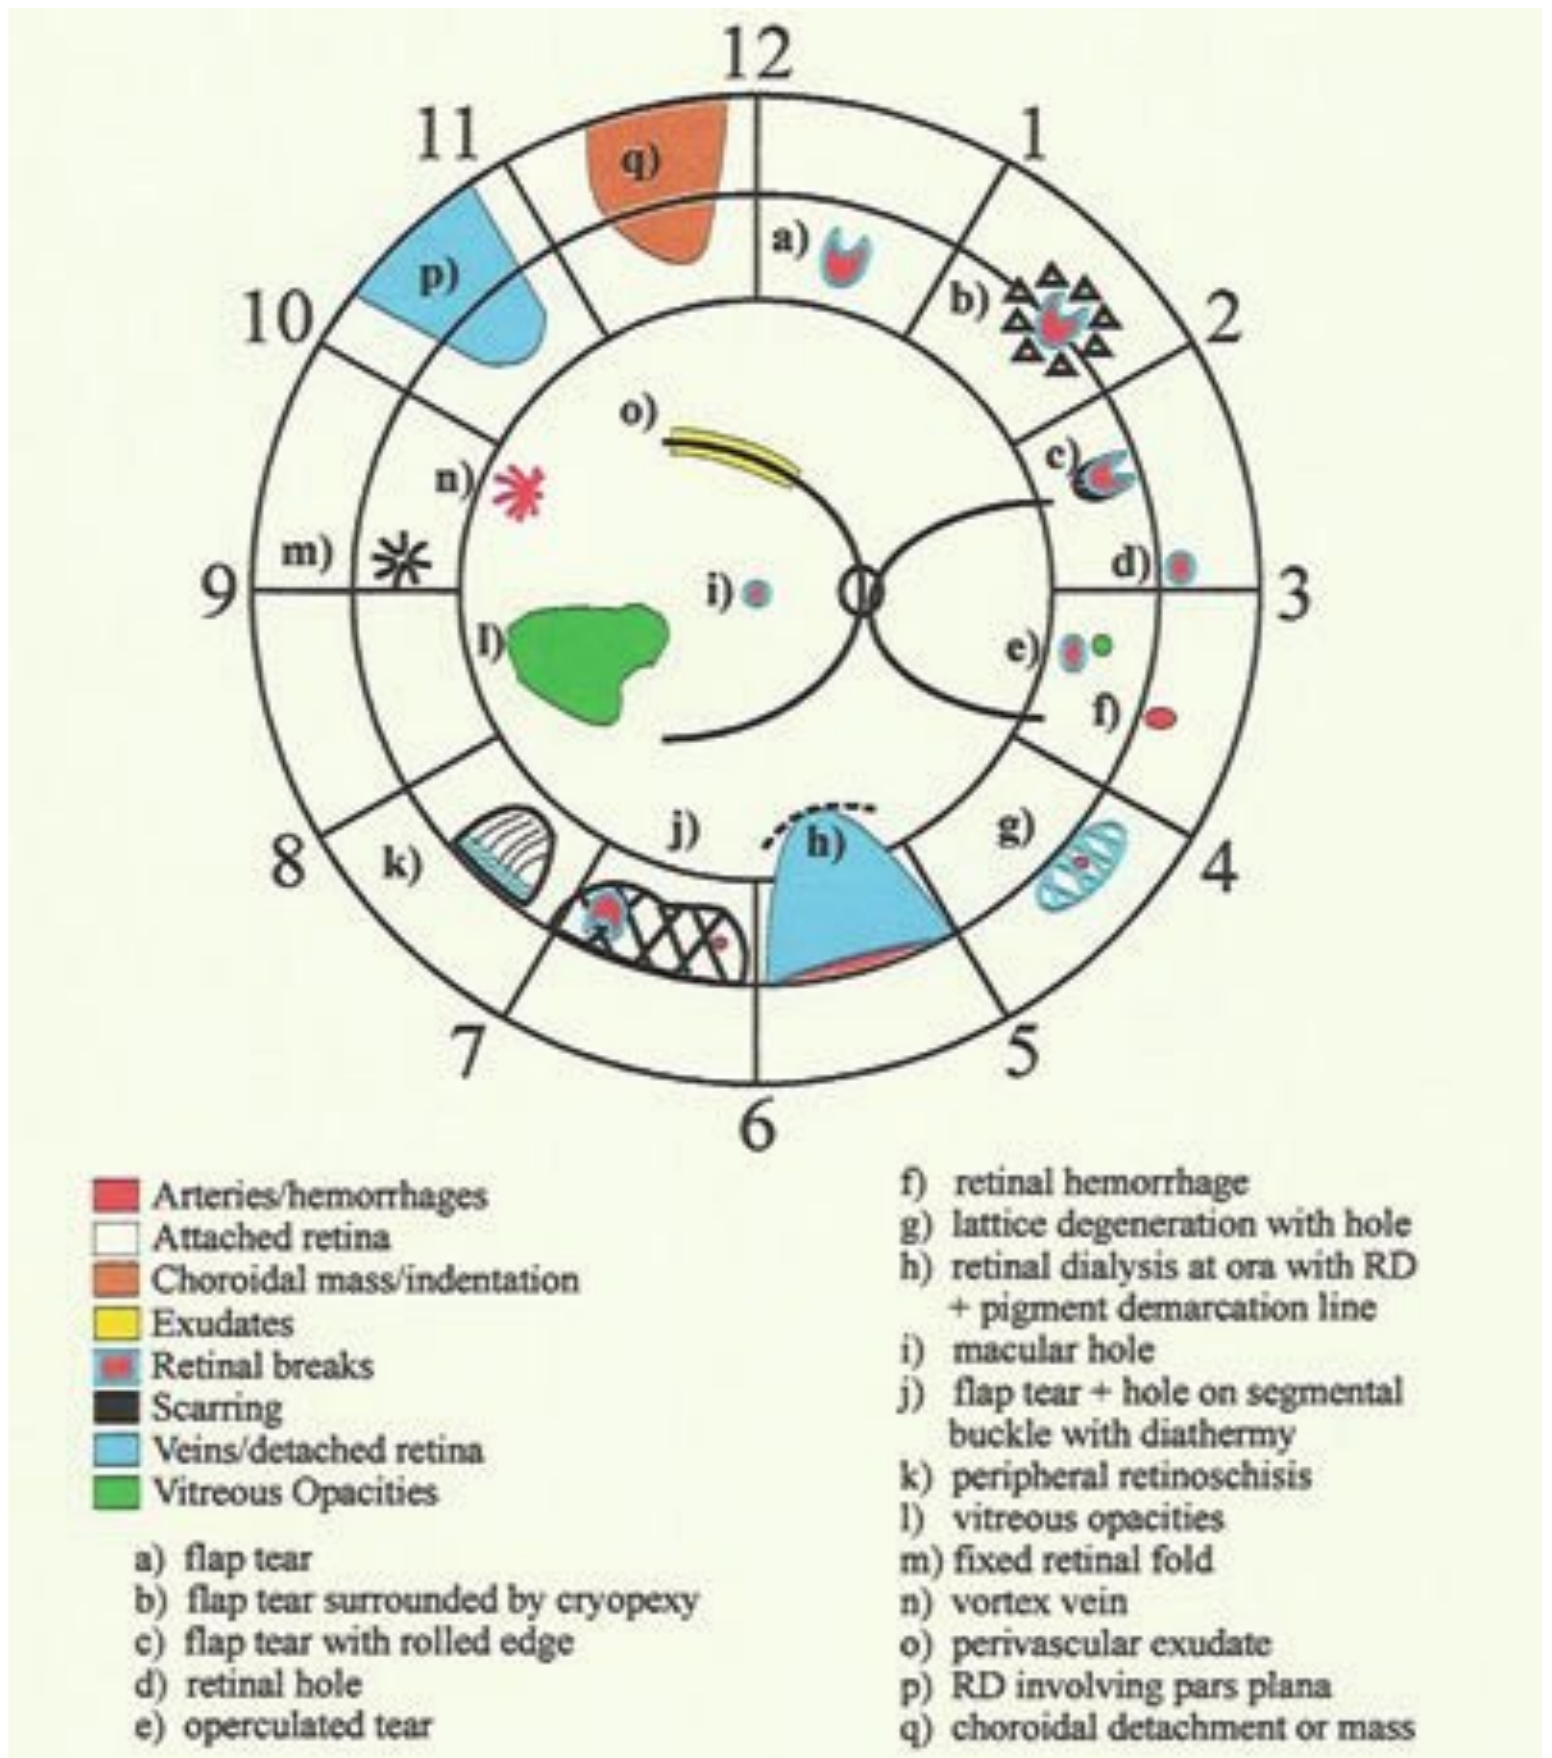 12
11
1
q)
a)
p)
b)
10
2
o)
c)
n)
m)
d)
9
i)
3
l)
e)
f)
j)
h)
g)
k)
8
4
7
5
6
Arteries/hemorrhages
Attached retina
Choroidal mass/indentation
Exudates
Retinal breaks
Scarring
Veins/detached retina
Vitreous Opacities
a) flap tear
b) flap tear surrounded by cryopexy
c) flap tear with rolled edge
d) retinal hole
e) operculated tear
f) retinal hemorrhage
g) lattice degeneration with hole
h) retinal dialysis at ora with RD
+ pigment demarcation line
i) macular hole
j) flap tear + hole on segmental
buckle with diathermy
k) peripheral retinoschisis
l) vitreous opacities
m) fixed retinal fold
n) vortex vein
o) perivascular exudate
p) RD involving pars plana
q) choroidal detachment or mass